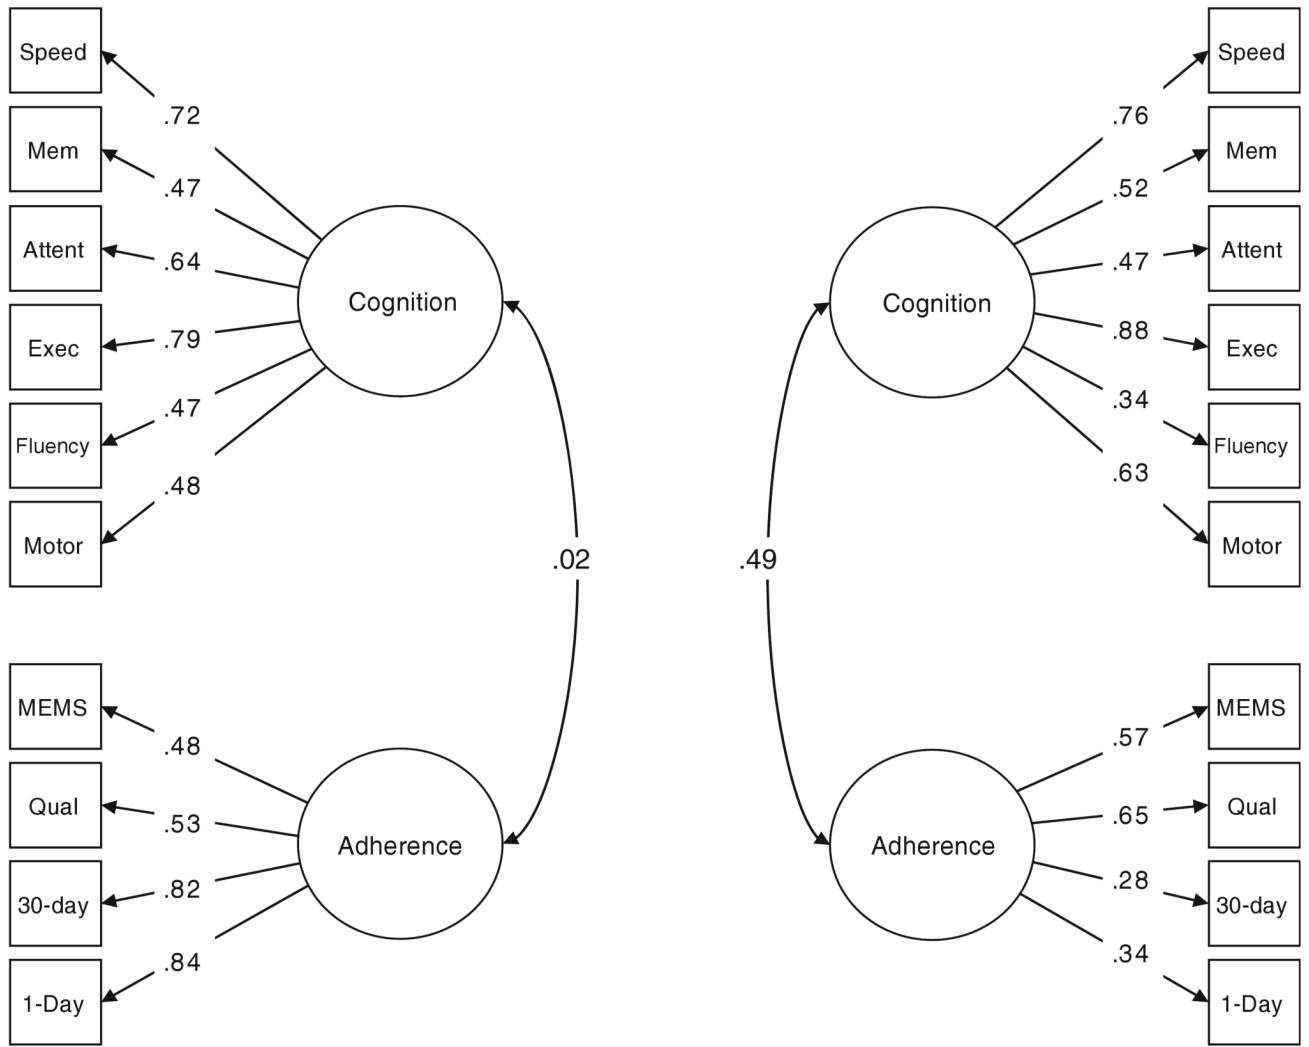 Speed
.72
Mem
.47
Attent
.64
Exec
.79
Fluency
.47
Motor
.48
Cognition
.02
MEMS
.48
Qual
.53
30-day
.82
1-Day
.84
Adherence
Speed
.76
Mem
.52
Attent
.47
Exec
.88
Fluency
.34
Motor
.63
Cognition
.49
MEMS
.57
Qual
.65
30-day
.28
1-Day
.34
Adherence